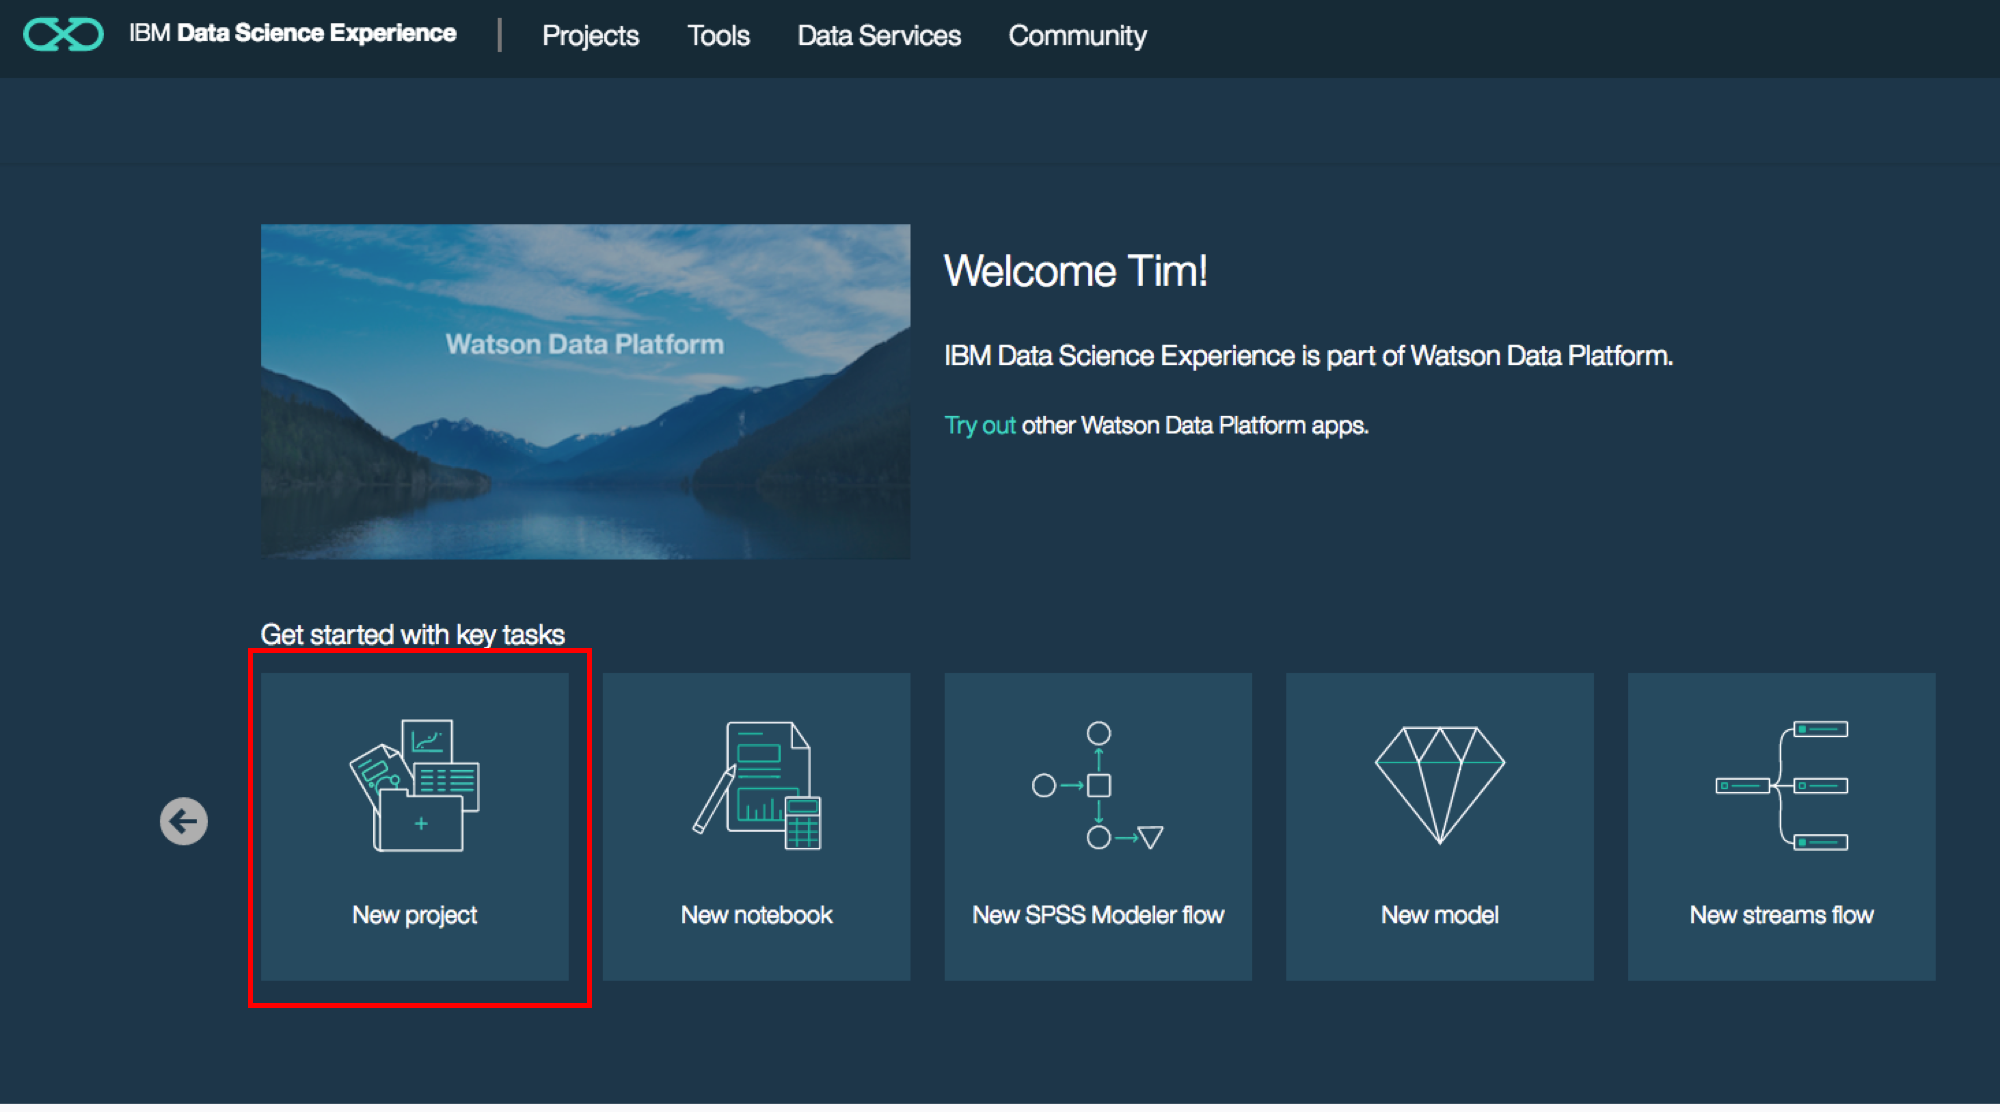 IBM Data Science Experience | Projects Tools Data Services Community
Watson Data Platform
Welcome Tim!
IBM Data Science Experience is part of Watson Data Platform.
Try out other Watson Data Platform apps.
Get started with key tasks
New project
New notebook
New SPSS Modeler flow
New model
New streams flow